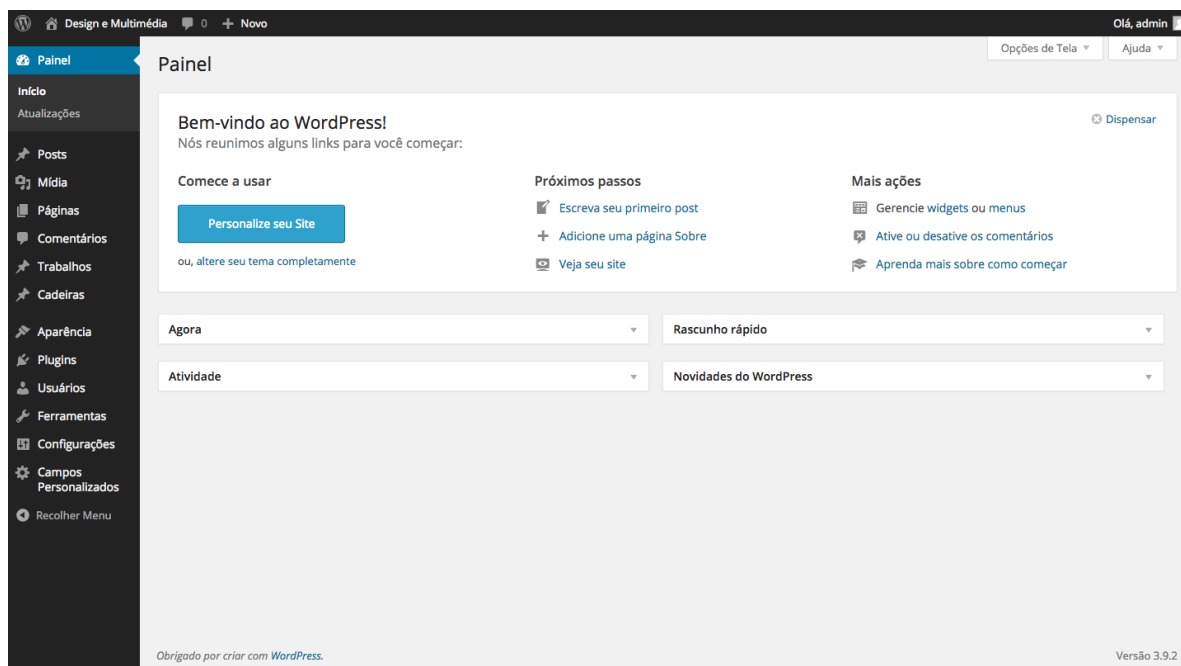 Design e Multimédia 0 Novo Olá, admin
Painel
Início
Atualizações
Posts
Mídia
Páginas
Comentários
Trabalhos
Cadeiras
Aparência
Plugins
Usuários
Ferramentas
Configurações
Campos
Personalizados
Recolher Menu
Opções de Tela Ajuda
Painel
Bem-vindo ao WordPress! Dispensar
Nós reunimos alguns links para você começar:
Comece a usar
Personalize seu Site
ou, altere seu tema completamente
Próximos passos
Escreva seu primeiro post
Adicione uma página Sobre
Veja seu site
Mais ações
Gerencie widgets ou menus
Ative ou desative os comentários
Aprenda mais sobre como começar
Agora
Rascunho rápido
Atividade
Novidades do WordPress
Obrigado por criar com WordPress. Versão 3.9.2